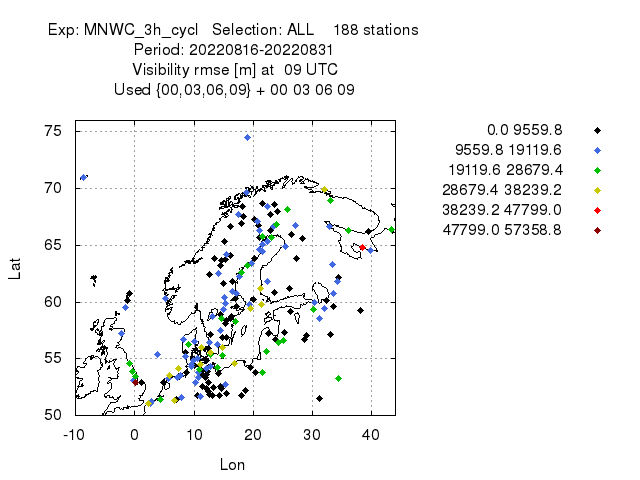 Exp: MNWC_3h_cycl   Selection: ALL    188 stations
Period: 20220816-20220831
Visibility rmse [m] at  09 UTC
Used {00,03,06,09} + 00 03 06 09
0.0 9559.8
9559.8 19119.6
19119.6 28679.4
28679.4 38239.2
38239.2 47799.0
47799.0 57358.8
75
70
65
60
55
50
Lat
-10 0 10 20 30 40
Lon